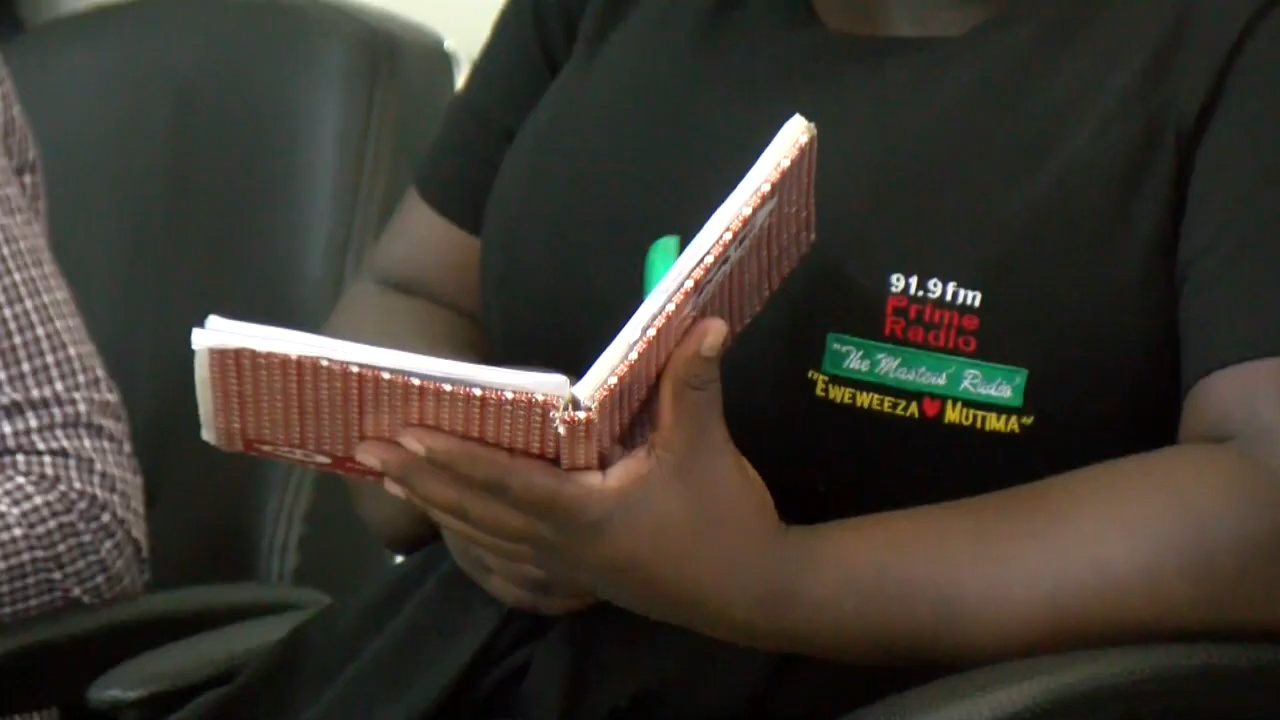 91.9fm
Prime
Radio
"The Masters' Radio"
"EWEWEEZA MUTIMA"